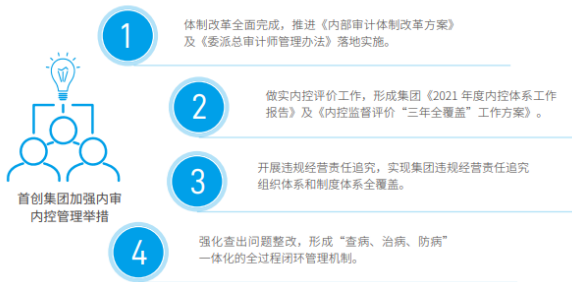 1
体制改革全面完成，推进《内部审计体制改革方案》
及《委派总审计师管理办法》落地实施。
2
做实内控评价工作，形成集团《2021 年度内控体系工作
报告》及《内控监督评价“三年全覆盖”工作方案》。
3
开展违规经营责任追究，实现集团违规经营责任追究
组织体系和制度体系全覆盖。
首创集团加强内审
内控管理举措
4
强化查出问题整改，形成“查病、治病、防病”
一体化的全过程闭环管理机制。